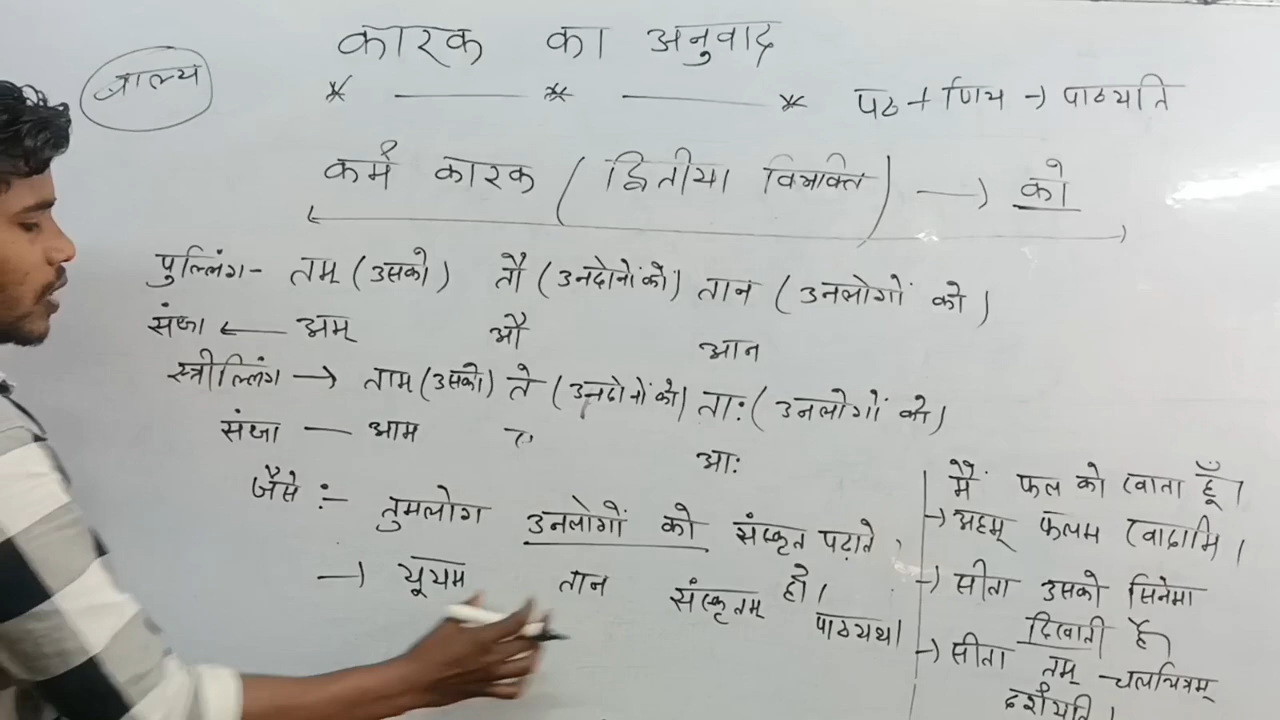 कारक का अनुवाद
वाल्य
पठ + णिय → पाठयति
कर्म कारक (द्वितीया विभक्ति) → को
पुल्लिंग - तम् (उसको) तौ (उनदोनों को) तान (उनलोगों को)
संज्ञा ← अम् औ आन
स्त्रीलिंग → ताम (उसको) ते (उनदोनों को) ताः (उनलोगों को)
संज्ञा — आम ए आः
जैसे :- तुमलोग उनलोगों को संस्कृत पढ़ाते हो।
→ यूयम तान संस्कृतम् पाठयथ।
मैं फल को खाता हूँ।
→ अहम् फलम खादामि।
→ सीता उसको सिनेमा
दिखाती है
→ सीता तम् चलचित्रम्
दर्शयति।